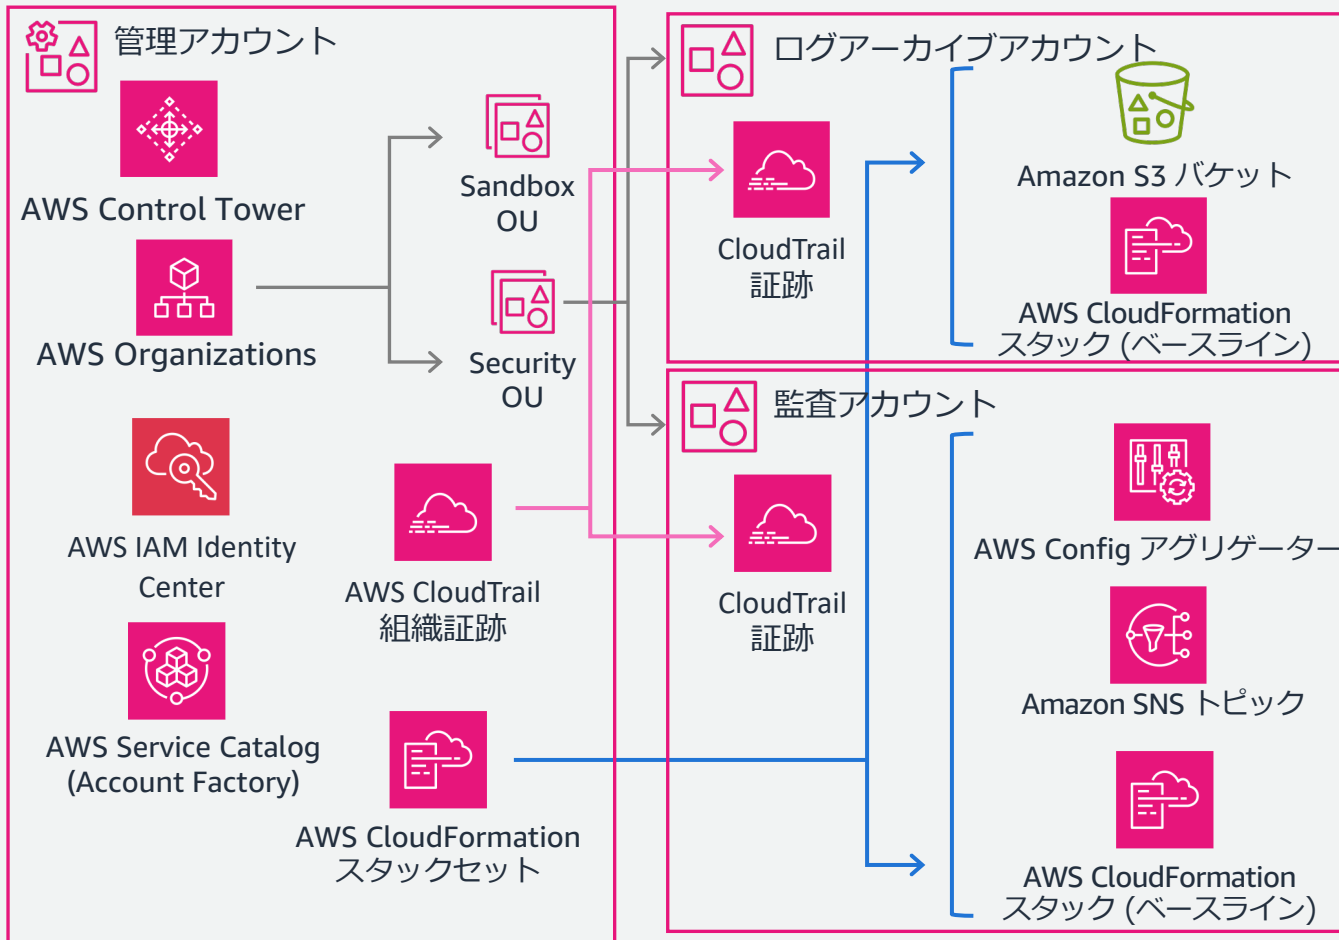 管理アカウント
AWS Control Tower
AWS Organizations
Sandbox
OU
Security
OU
AWS IAM Identity
Center
AWS CloudTrail
組織証跡
AWS Service Catalog
(Account Factory)
AWS CloudFormation
スタックセット
ログアーカイブアカウント
CloudTrail
証跡
Amazon S3 バケット
AWS CloudFormation
スタック (ベースライン)
監査アカウント
CloudTrail
証跡
AWS Config アグリゲーター
Amazon SNS トピック
AWS CloudFormation
スタック (ベースライン)